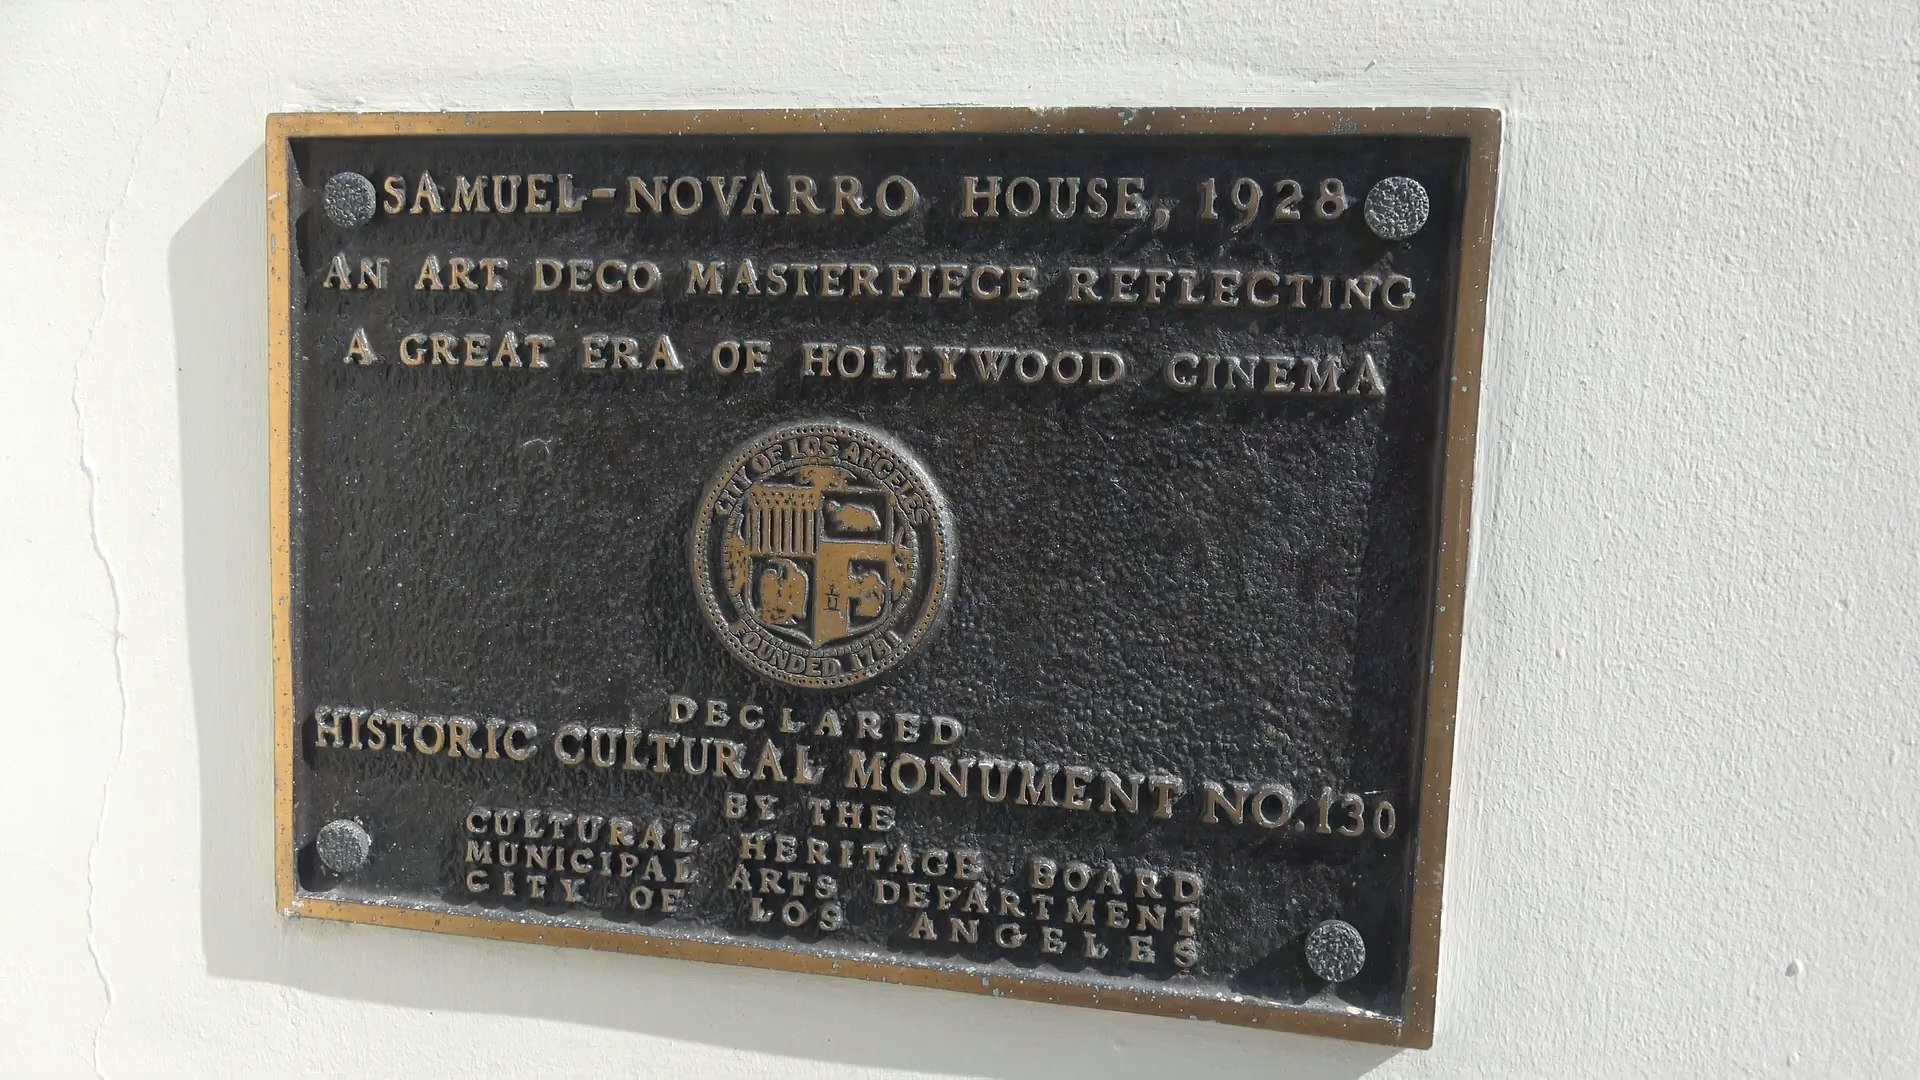 SAMUEL-NOVARRO HOUSE, 1928
AN ART DECO MASTERPIECE REFLECTING
A GREAT ERA OF HOLLYWOOD CINEMA
CITY OF LOS ANGELES
FOUNDED 1781
DECLARED
HISTORIC CULTURAL MONUMENT NO.130
BY THE
CULTURAL HERITAGE BOARD
MUNICIPAL ARTS DEPARTMENT
CITY OF LOS ANGELES